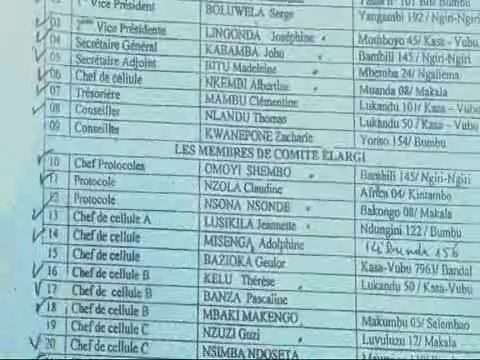 02 Vice Président BOLUWELA Serge Yangambi 192 / Ngiri-Ngiri
03 Vice Présidente LINGONDA Joséphine Momboyo 45/ Kasa-Vubu
04 Secrétaire Général KABAMBA John Bambili 145 / Ngiri-Ngiri
05 Secrétaire Adjoint BITU Madeleine Mbemba 24/ Ngaliema
06 Chef de cellule NKEMBI Albertine Muanda 08/ Makala
07 Trésorière MAMBU Clémentine Lukandu 101/ Kasa-Vubu
08 Conseiller NLANDU Thomas Lukandu 50 / Kasa-Vubu
09 Conseiller KWANEPONE Zacharie Yoriso 154/ Bumbu
LES MEMBRES DE COMITE ELARGI
10 Chef Protocoles OMOYI SHEMBO Bambili 145/ Ngiri-Ngiri
11 Protocole NZOLA Claudine Africa 04/ Kintambo
12 Protocole NSONA NSONDE Bakongo 08/ Makala
13 Chef de cellule A LUSIKILA Jeannette Ndungini 122 / Bumbu
14 Chef de cellule MISENGA Adolphine 156
15 Chef de cellule BAZIOKA Geulor Kasa-Vubu 7963/ Bandal
16 Chef de cellule B KELU Thérèse Lukandu 50 / Kasa-Vubu
17 Chef de cellule B BANZA Pascaline
18 Chef de cellule B MBAKI MAKENGO Makumbu 05/ Selembao
19 Chef de cellule C NZUZI Guzi Luyuluzu 12/ Makala
20 Chef de cellule C NSIMBA NDOSETA